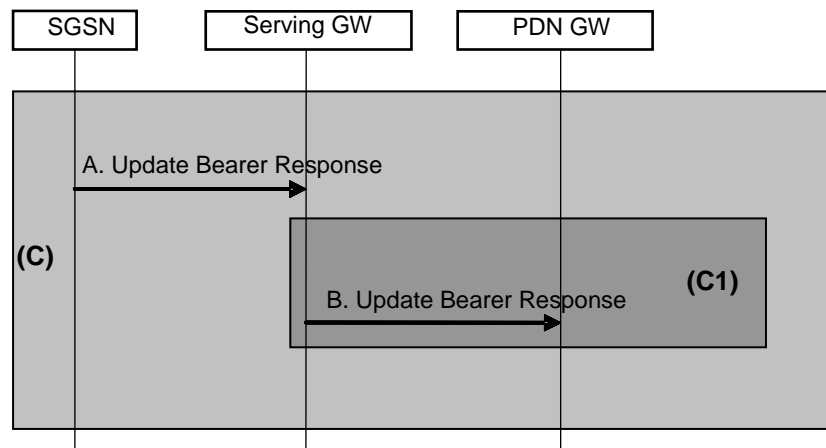 SGSN
Serving GW
PDN GW
A. Update Bearer Response
(C)
(C1)
B. Update Bearer Response